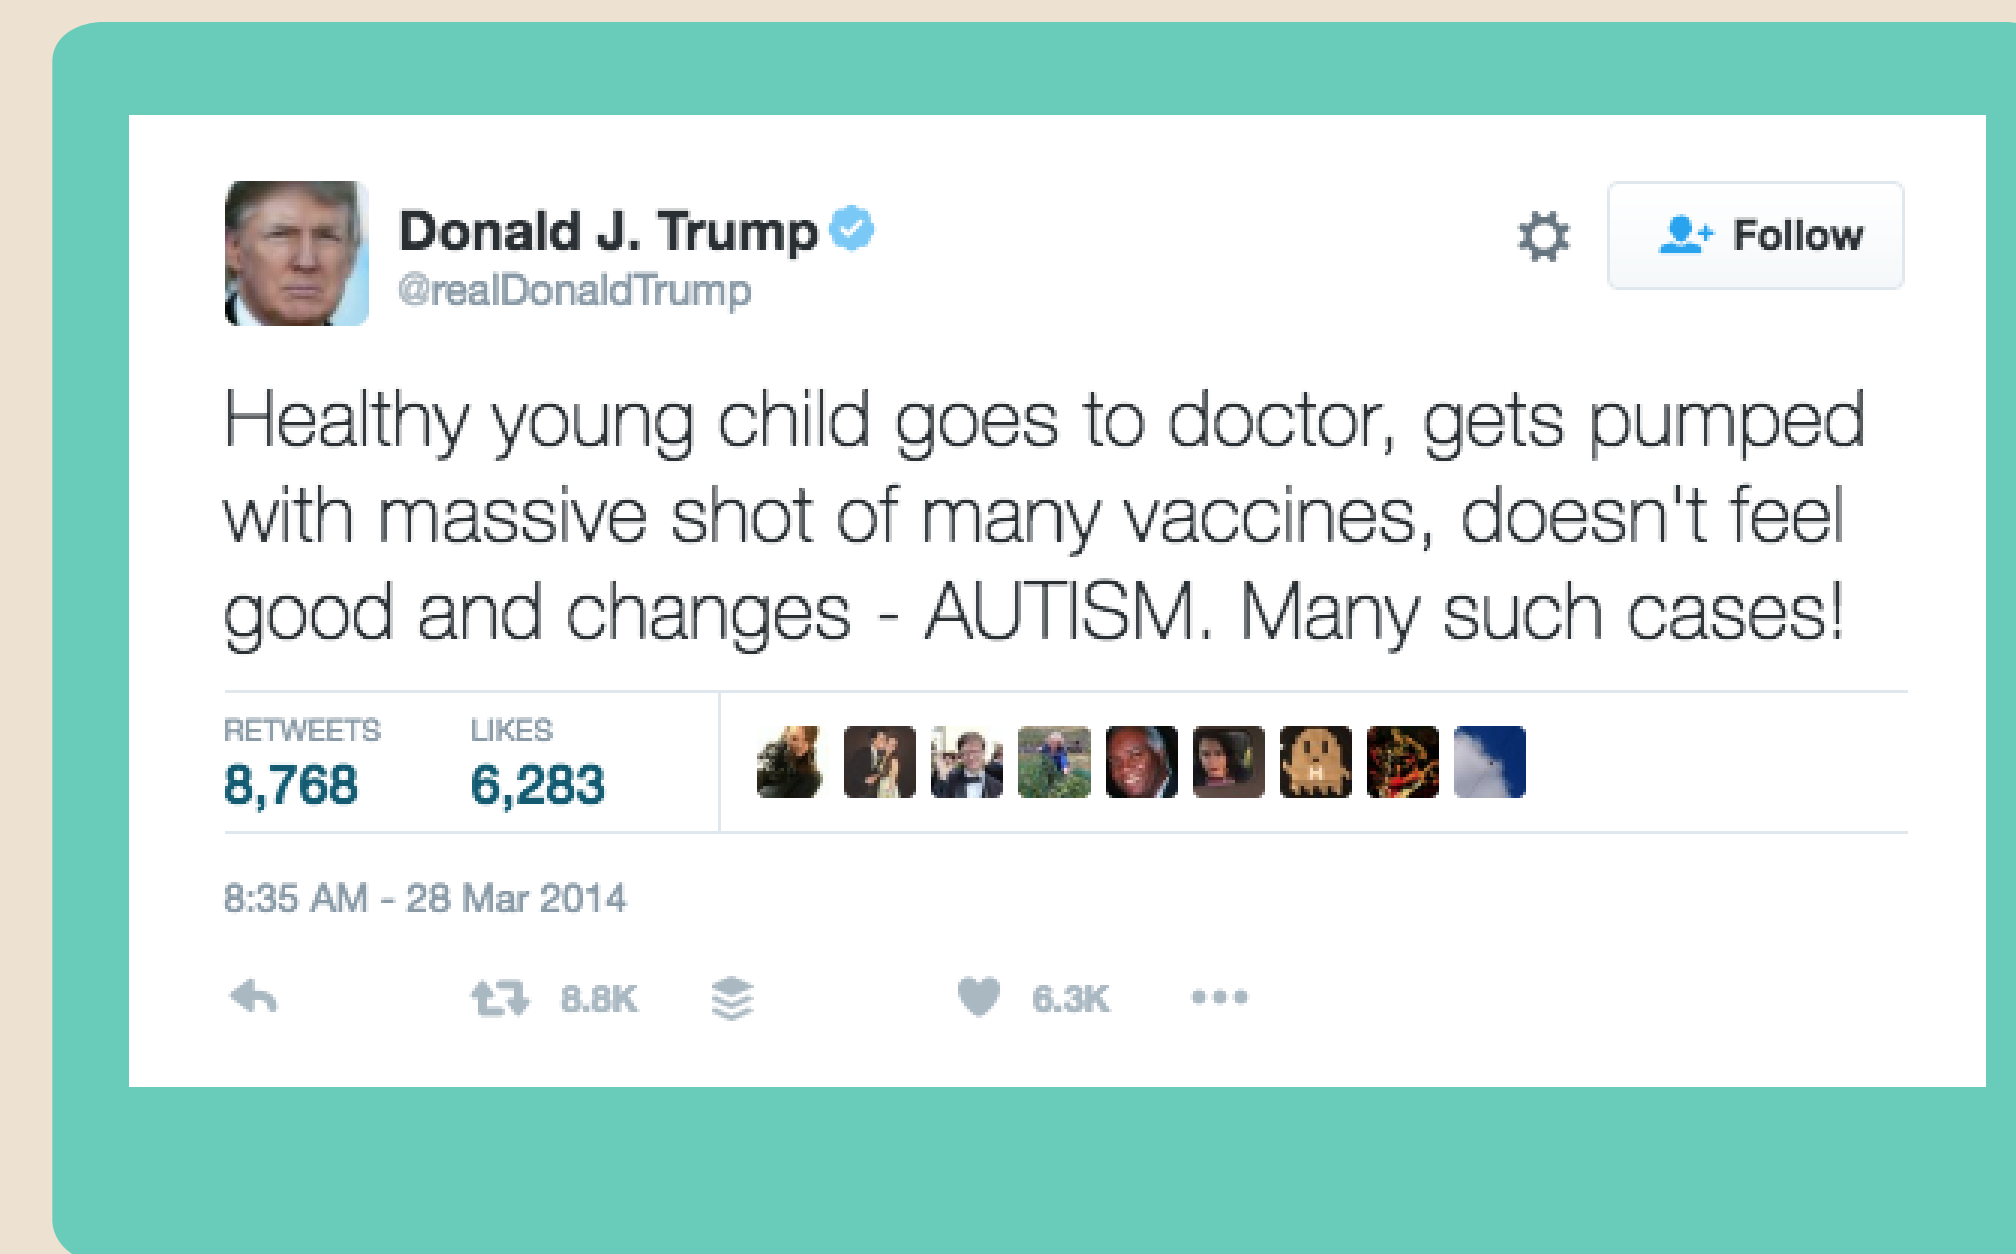 Donald J. Trump
@realDonaldTrump
Follow
Healthy young child goes to doctor, gets pumped
with massive shot of many vaccines, doesn't feel
good and changes - AUTISM. Many such cases!
RETWEETS LIKES
8,768 6,283
H
8:35 AM - 28 Mar 2014
8.8K 6.3K